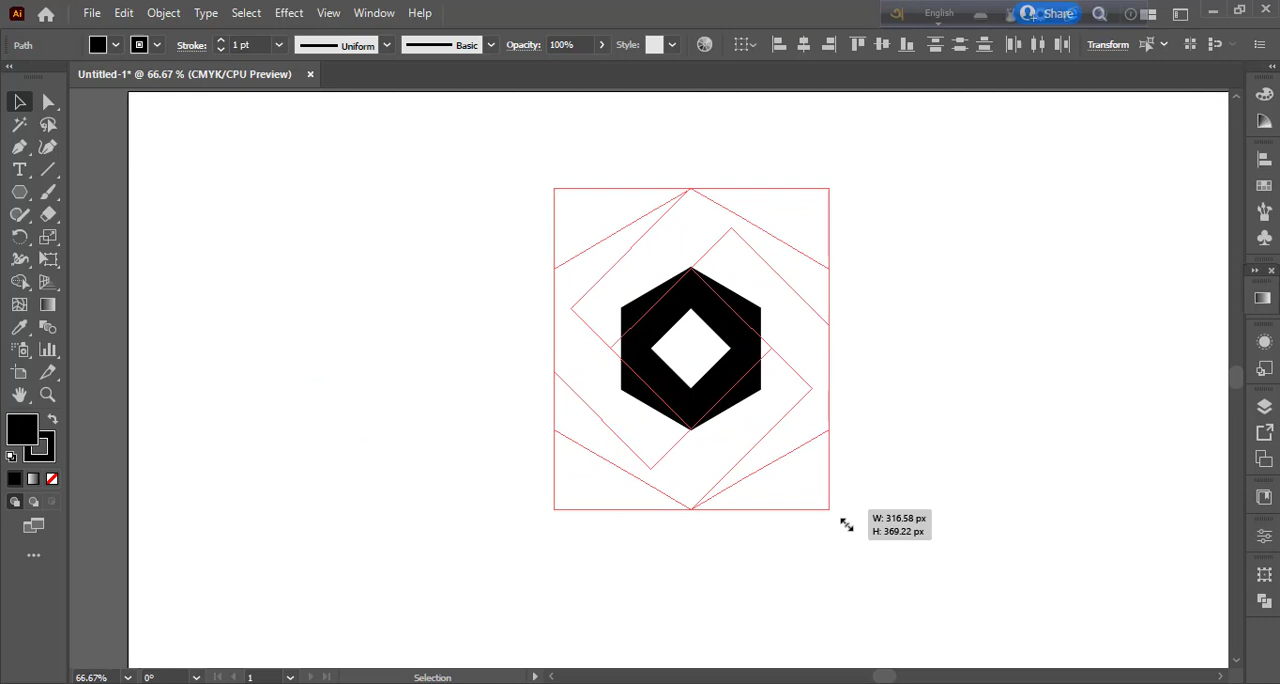 Ai File Edit Object Type Select Effect View Window Help English Share
Path Stroke: 1 pt Uniform Basic Opacity: 100% Style: Transform
Untitled-1* @ 66.67 % (CMYK/CPU Preview)
W: 316.58 px
H: 369.22 px
66.67% 0° 1 Selection